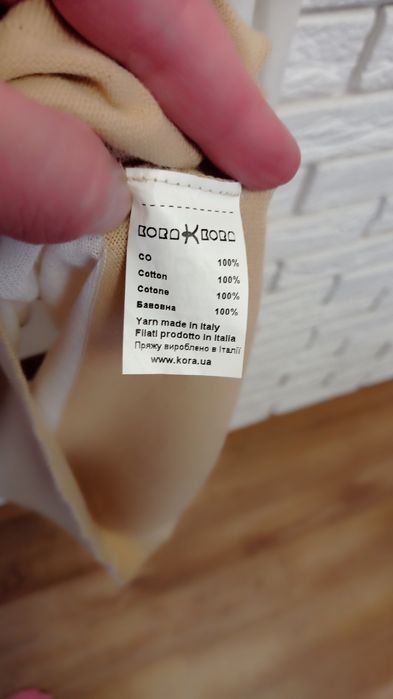 KORA KORA
CO 100%
Cotton 100%
Cotone 100%
Бавовна 100%
Yarn made in Italy
Filati prodotto in Italia
Пряжу вироблено в Італії
www.kora.ua